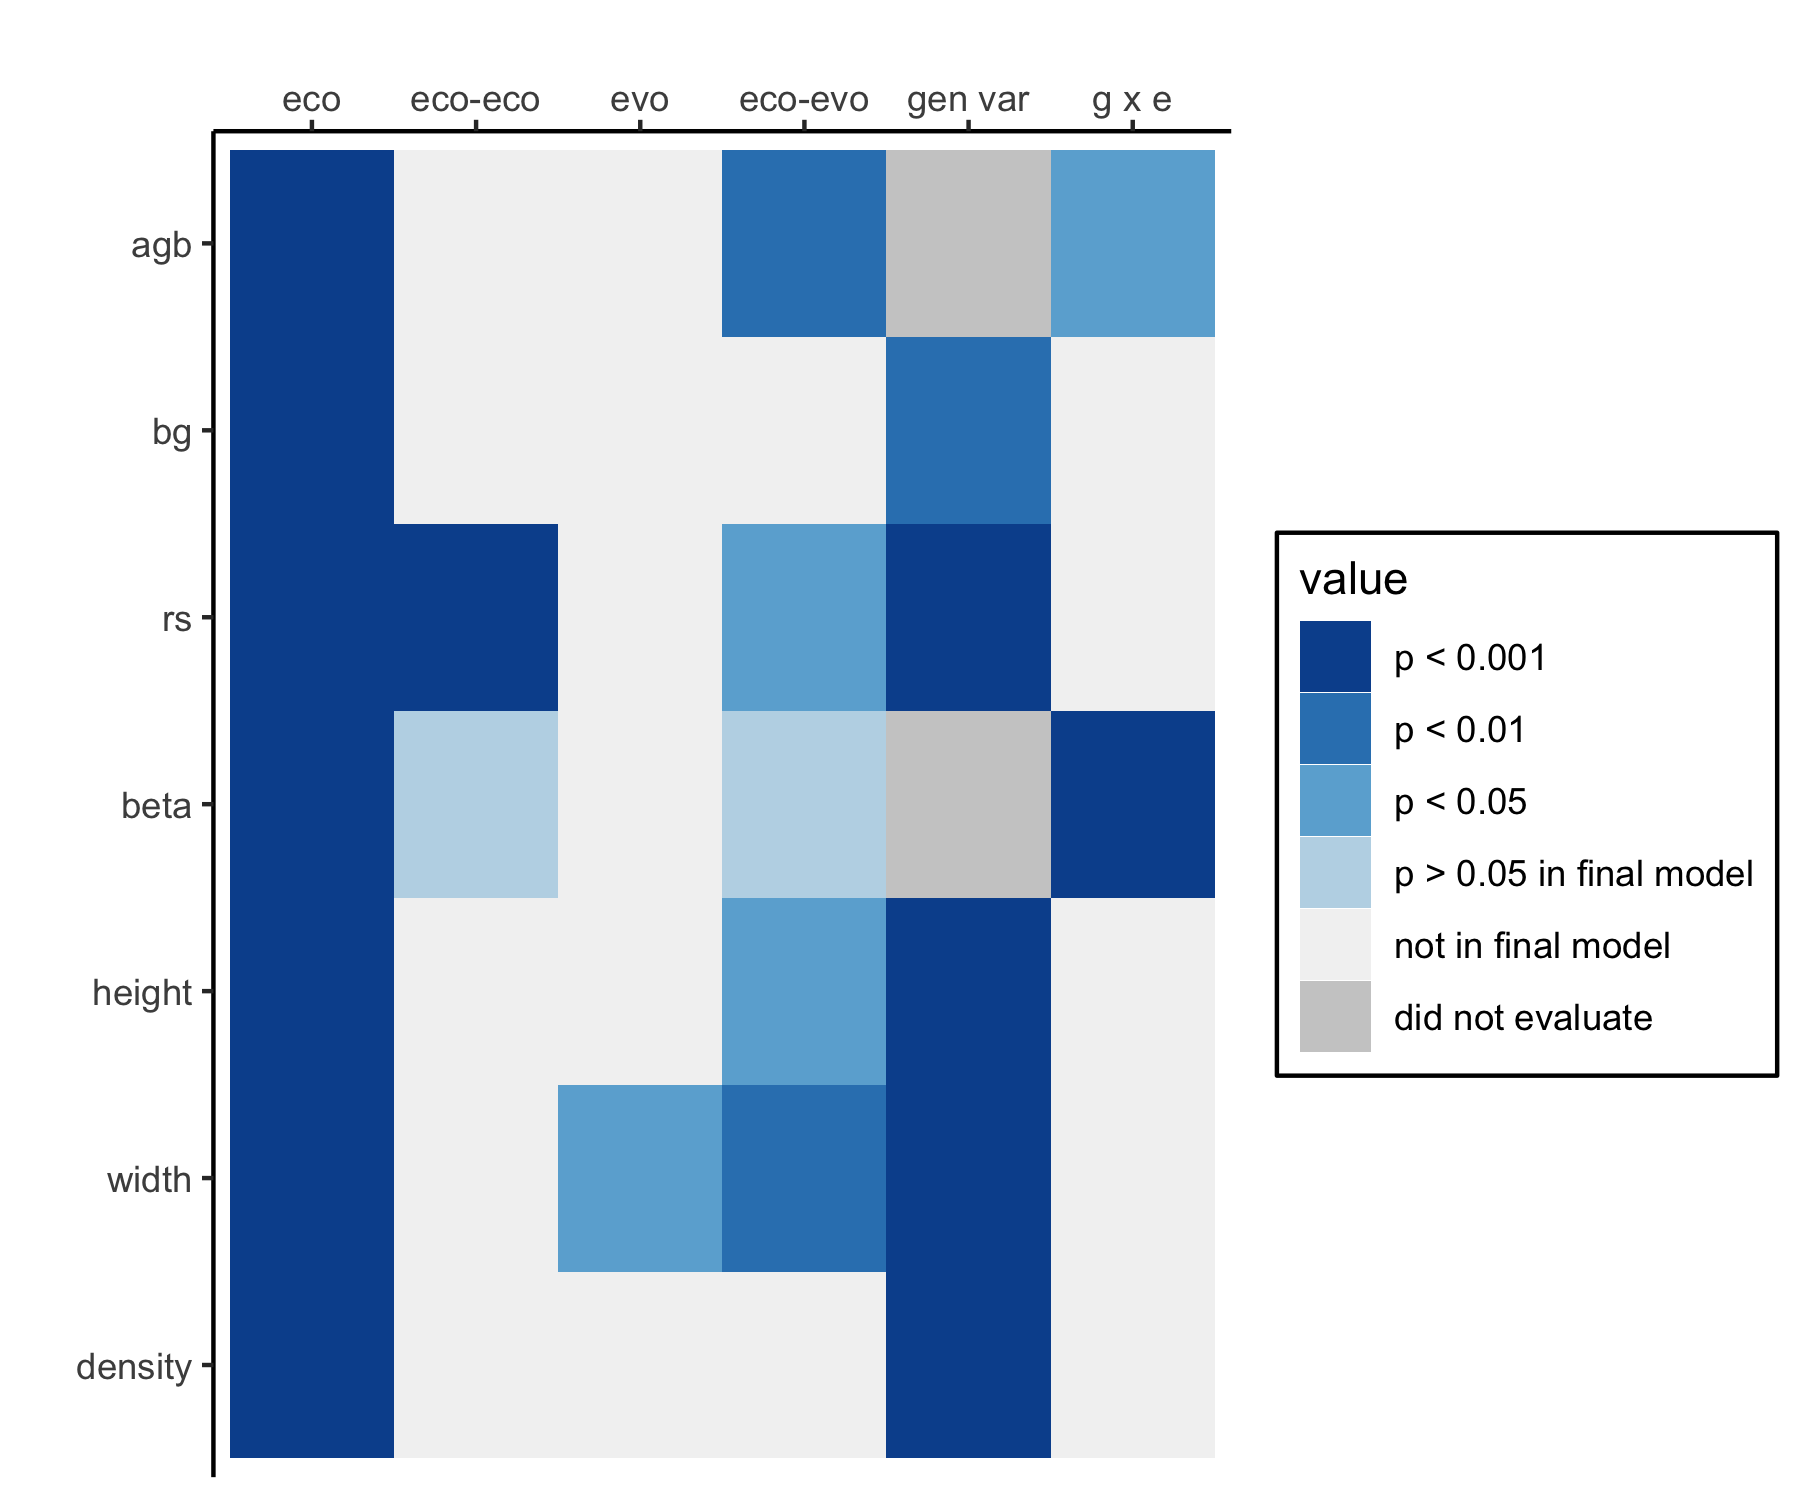 eco eco-eco evo eco-evo gen var g x e
agb
bg
rs
beta
height
width
density
value
p < 0.001
p < 0.01
p < 0.05
p > 0.05 in final model
not in final model
did not evaluate